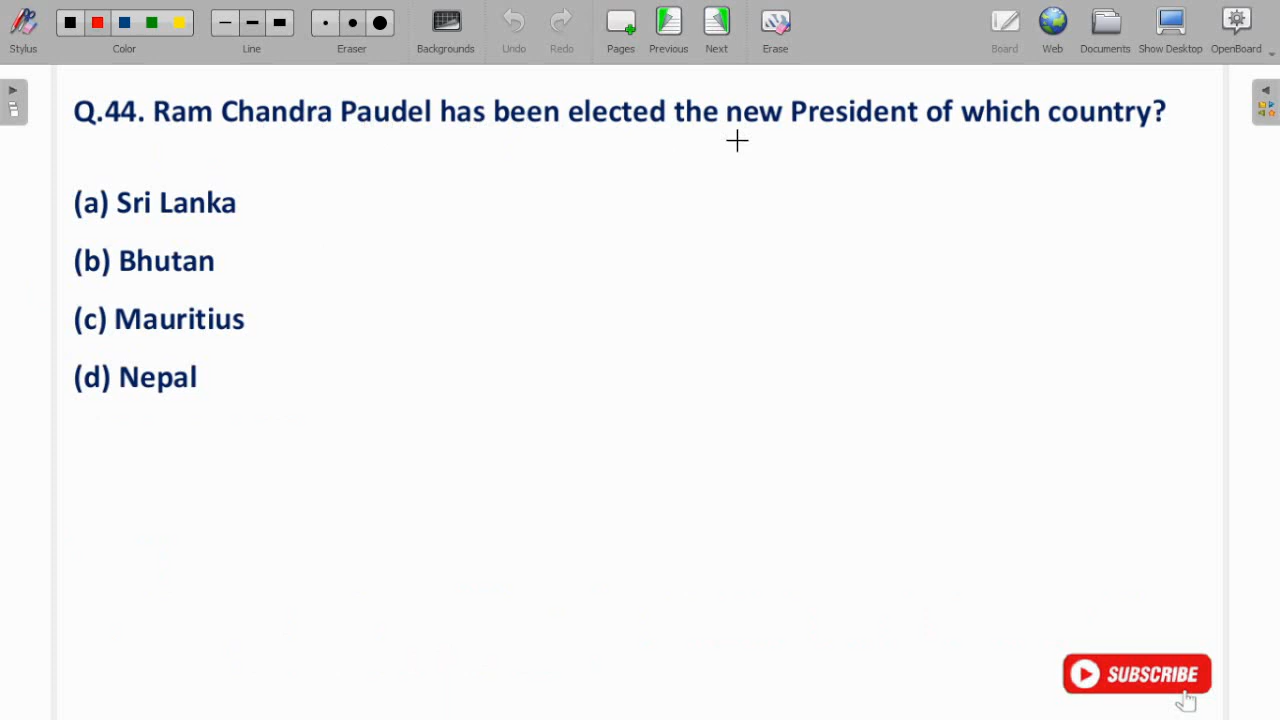 Stylus Color Line Eraser Backgrounds Undo Redo Pages Previous Next Erase Board Web Documents Show Desktop OpenBoard
Q.44. Ram Chandra Paudel has been elected the new President of which country?
(a) Sri Lanka
(b) Bhutan
(c) Mauritius
(d) Nepal
SUBSCRIBE